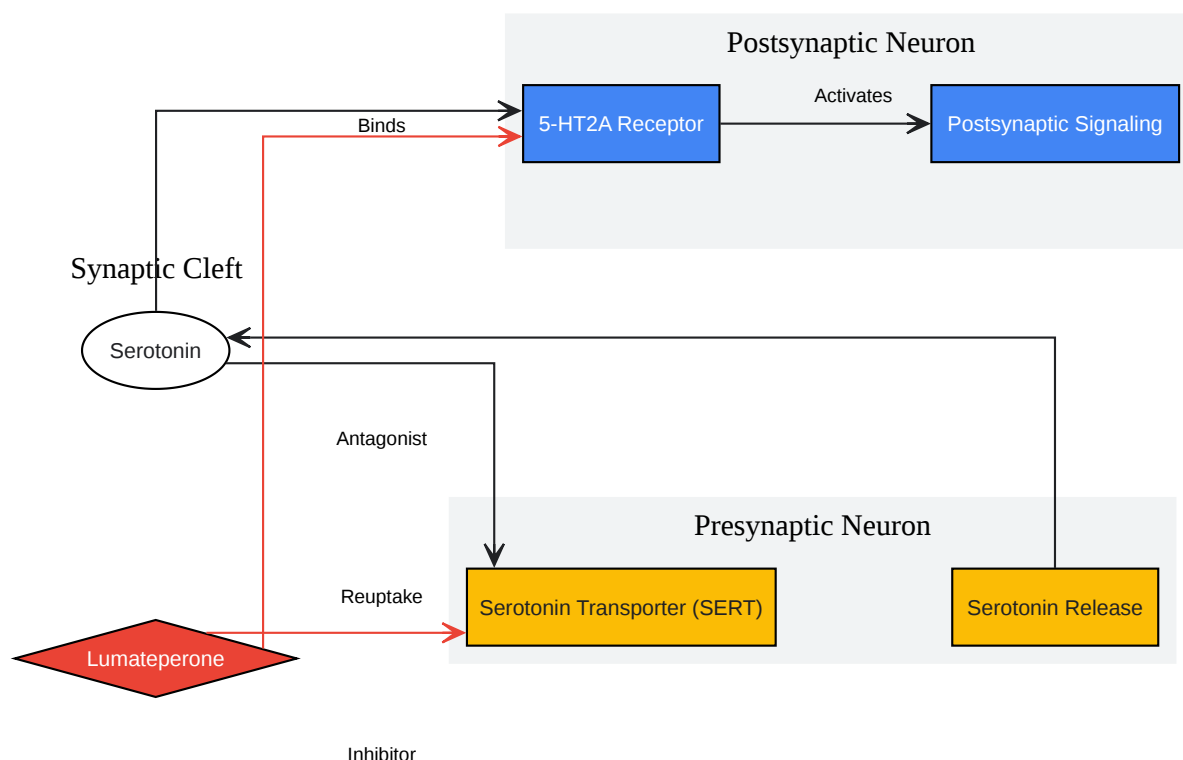 Postsynaptic Neuron
Activates
5-HT2A Receptor
Postsynaptic Signaling
Binds
Synaptic Cleft
Serotonin
Antagonist
Presynaptic Neuron
Reuptake
Serotonin Transporter (SERT)
Serotonin Release
Lumateperone
Inhibitor